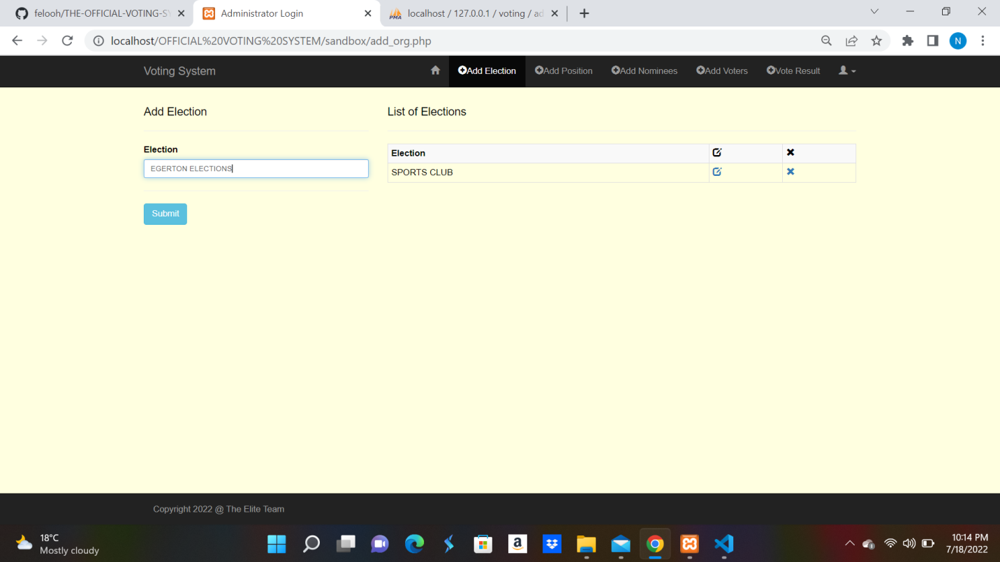 felooh/THE-OFFICIAL-VOTING-SY
Administrator Login
PMA
localhost / 127.0.0.1 / voting / ad
localhost/OFFICIAL%20VOTING%20SYSTEM/sandbox/add_org.php
N
Voting System
Add Election
Add Position
Add Nominees
Add Voters
Vote Result
Add Election
List of Elections
Election
EGERTON ELECTIONS
Submit
Election
SPORTS CLUB
Copyright 2022 @ The Elite Team
18°C
Mostly cloudy
a
10:14 PM
7/18/2022